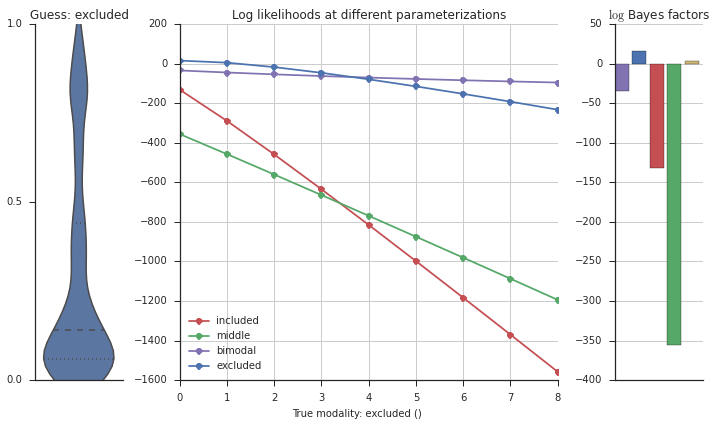 Guess: excluded
1.0
0.5
0.0
Log likelihoods at different parameterizations
200
0
−200
−400
−600
−800
−1000
−1200
−1400
−1600
included
middle
bimodal
excluded
0 1 2 3 4 5 6 7 8
True modality: excluded ()
log Bayes factors
50
0
−50
−100
−150
−200
−250
−300
−350
−400